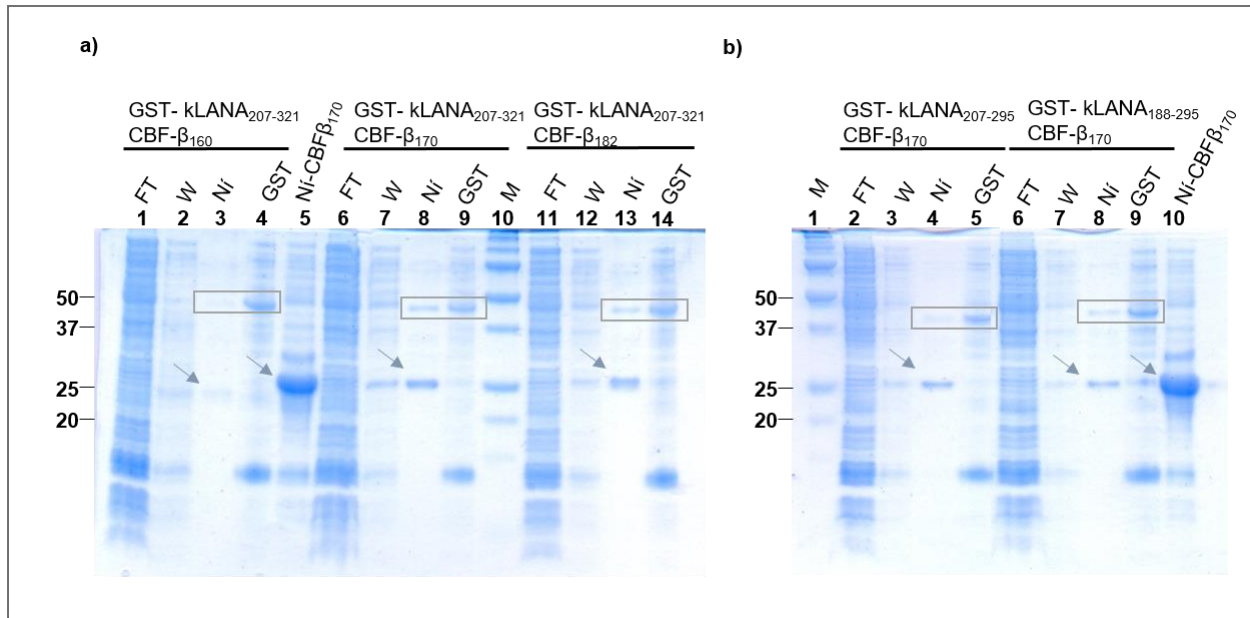 a)
GST- kLANA207-321
CBF-β160
Ni-CBFβ170
GST- kLANA207-321
CBF-β170
GST- kLANA207-321
CBF-β182
FT W Ni GST FT W Ni GST M FT W Ni GST
1 2 3 4 5 6 7 8 9 10 11 12 13 14
50
37
25
20
b)
GST- kLANA207-295
CBF-β170
GST- kLANA188-295
CBF-β170
Ni-CBFβ170
M FT W Ni GST FT W Ni GST
1 2 3 4 5 6 7 8 9 10
50
37
25
20